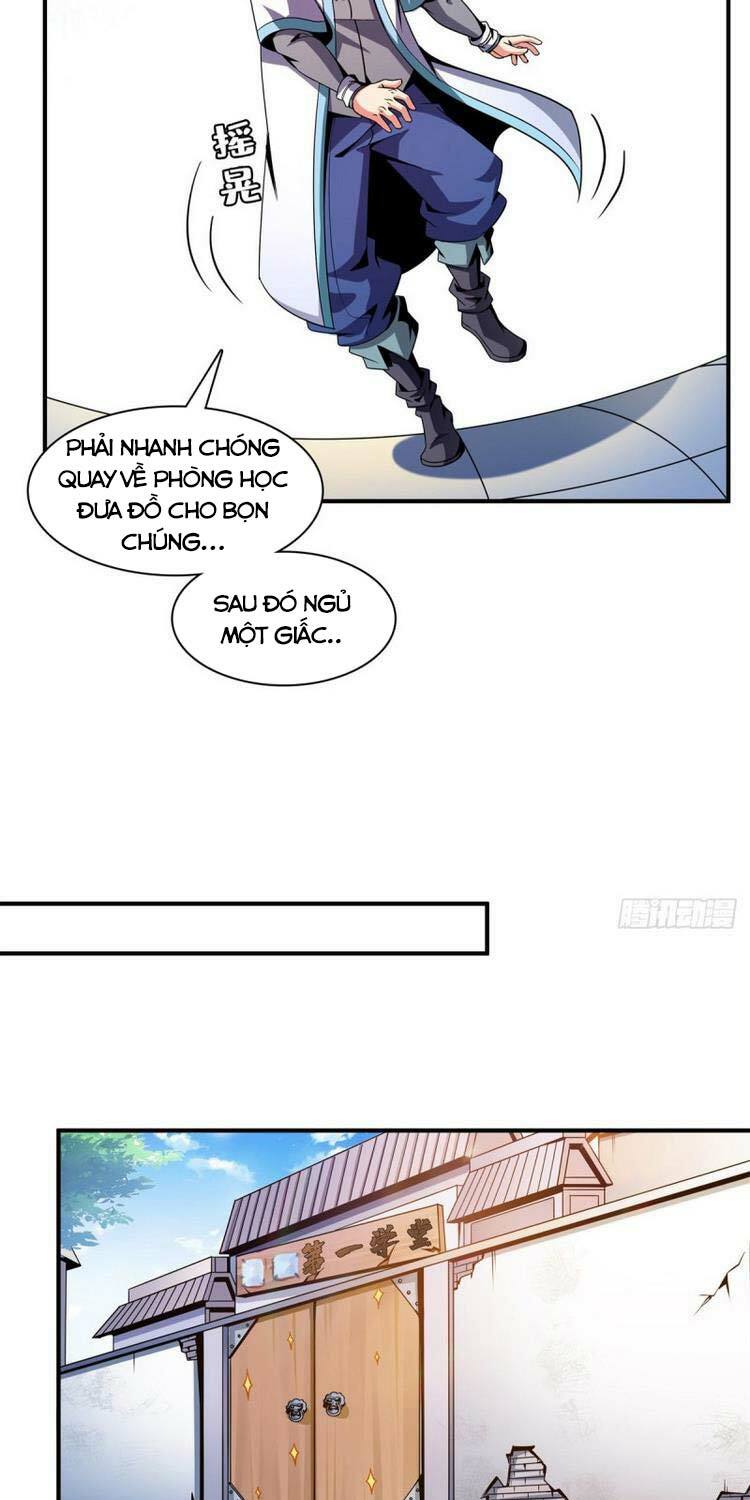 摇
晃
PHẢI NHANH CHÓNG
QUAY VỀ PHÒNG HỌC
ĐƯA ĐỒ CHO BỌN
CHÚNG...
SAU ĐÓ NGỦ
MỘT GIẤC..
腾讯动漫
第一学堂